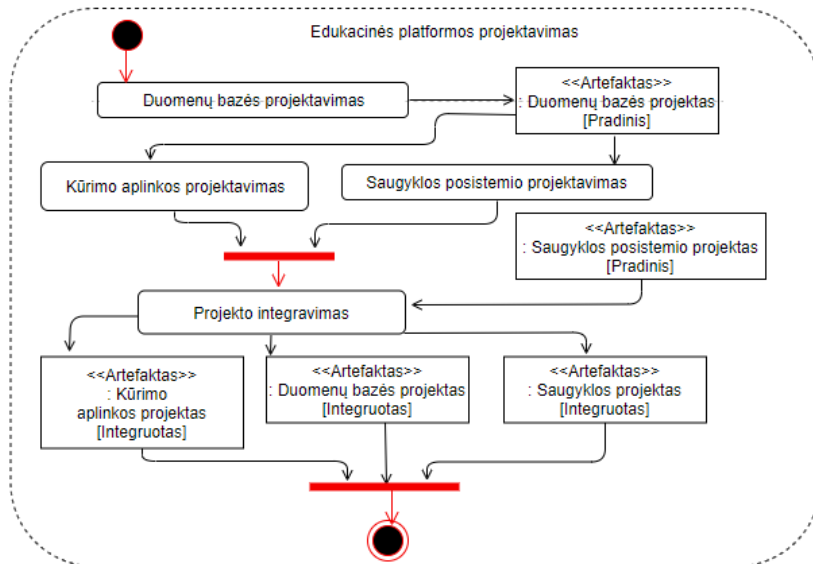 Edukacinės platformos projektavimas
Duomenų bazės projektavimas
<<Artefaktas>>
: Duomenų bazės projektas
[Pradinis]
Kūrimo aplinkos projektavimas
Saugyklos posistemio projektavimas
<<Artefaktas>>
: Saugyklos posistemio projektas
[Pradinis]
Projekto integravimas
<<Artefaktas>>
: Kūrimo
aplinkos projektas
[Integruotas]
<<Artefaktas>>
: Duomenų bazės projektas
[Integruotas]
<<Artefaktas>>
: Saugyklos projektas
[Integruotas]